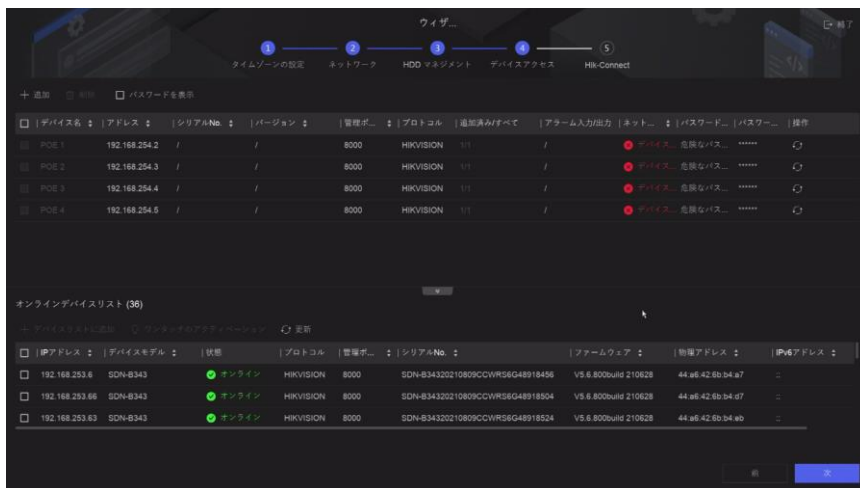 ウィザ...
終了
1 2 3 4 5
タイムゾーンの設定 ネットワーク HDD マネジメント デバイスアクセス Hik-Connect
追加 削除 パスワードを表示
デバイス名 アドレス シリアルNo. バージョン 管理ポ... プロトコル 追加済み/すべて アラーム入力/出力 ネット... パスワード... パスワー... 操作
POE 1 192.168.254.2 / / 8000 HIKVISION 1/1 / デバイス... 危険なパス... ******
POE 2 192.168.254.3 / / 8000 HIKVISION 1/1 / デバイス... 危険なパス... ******
POE 3 192.168.254.4 / / 8000 HIKVISION 1/1 / デバイス... 危険なパス... ******
POE 4 192.168.254.5 / / 8000 HIKVISION 1/1 / デバイス... 危険なパス... ******
オンラインデバイスリスト (36)
デバイスリストに追加 ワンタッチのアクティベーション 更新
IPアドレス デバイスモデル 状態 プロトコル 管理ポ... シリアルNo. ファームウェア 物理アドレス IPv6アドレス
192.168.253.6 SDN-B343 オンライン HIKVISION 8000 SDN-B34320210809CCWRS6G48918456 V5.6.800build 210628 44:a6:42:6b:b4:a7 ::
192.168.253.66 SDN-B343 オンライン HIKVISION 8000 SDN-B34320210809CCWRS6G48918504 V5.6.800build 210628 44:a6:42:6b:b4:d7 ::
192.168.253.63 SDN-B343 オンライン HIKVISION 8000 SDN-B34320210809CCWRS6G48918524 V5.6.800build 210628 44:a6:42:6b:b4:eb ::
前 次